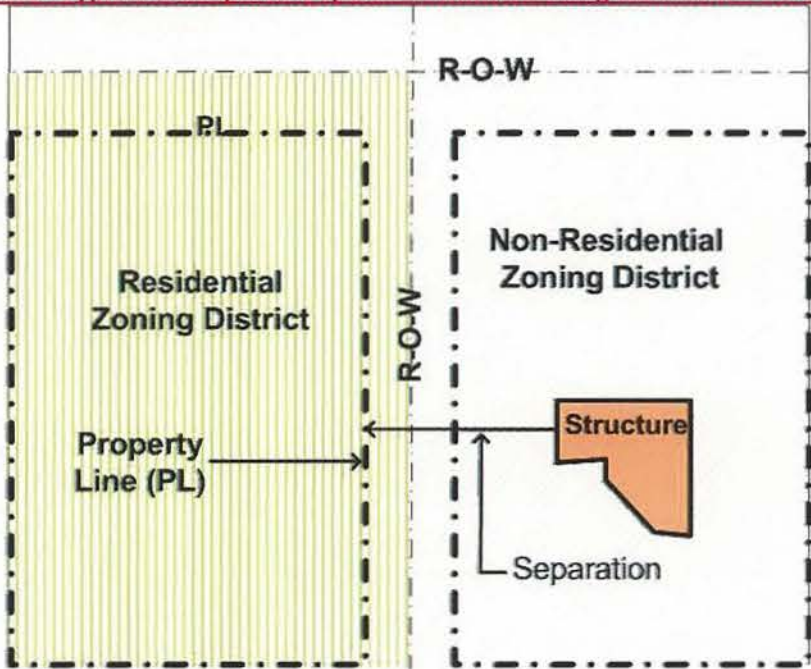 R-O-W
PL
Non-Residential
Zoning District
Residential
Zoning District
R-O-W
Structure
Property
Line (PL)
Separation